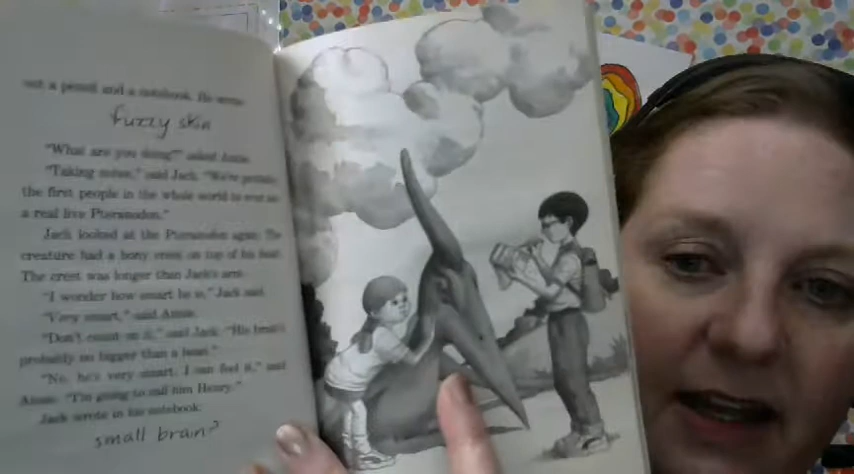 out a pencil and a notebook. He wrote
fuzzy skin
"What are you doing?" asked Annie.
"Taking notes," said Jack. "We're probably
the first people in the whole world to ever see
a real live Pteranodon."
Jack looked at the Pteranodon again. The
creature had a bony crest on top of his head.
The crest was longer than Jack's arm.
"I wonder how smart he is," Jack said.
"Very smart," said Annie.
"Don't count on it," said Jack. "His brain's
probably no bigger than a bean."
"No, he's very smart. I can feel it," said
Annie. "I'm going to call him Henry."
Jack wrote in his notebook:
small brain?